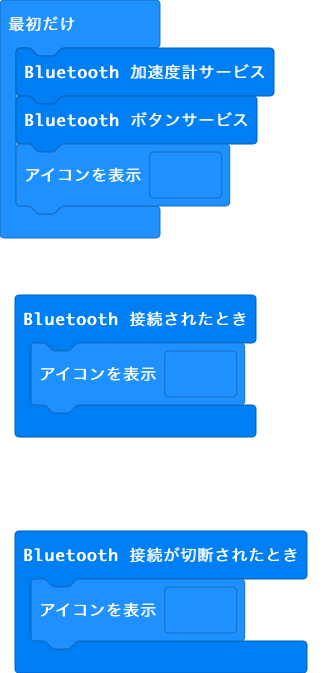 最初だけ
Bluetooth 加速度計サービス
Bluetooth ボタンサービス
アイコンを表示
Bluetooth 接続されたとき
アイコンを表示
Bluetooth 接続が切断されたとき
アイコンを表示